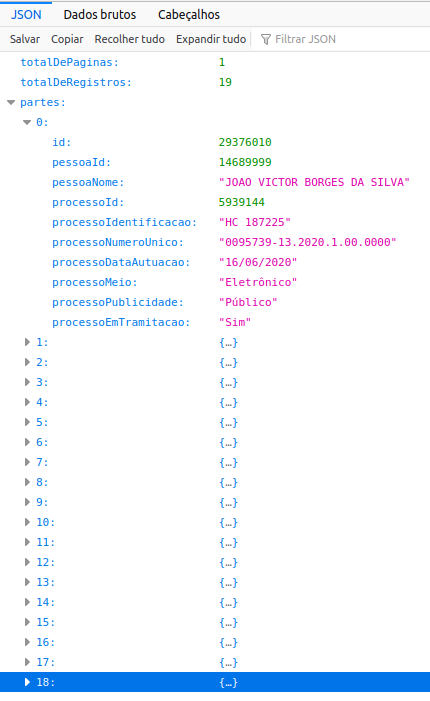 JSON Dados brutos Cabeçalhos
Salvar Copiar Recolher tudo Expandir tudo Filtrar JSON
totalDePaginas: 1
totalDeRegistros: 19
partes:
0:
id: 29376010
pessoaId: 14689999
pessoaNome: "JOAO VICTOR BORGES DA SILVA"
processoId: 5939144
processoIdentificacao: "HC 187225"
processoNumeroUnico: "0095739-13.2020.1.00.0000"
processoDataAutuacao: "16/06/2020"
processoMeio: "Eletrônico"
processoPublicidade: "Público"
processoEmTramitacao: "Sim"
1: {…}
2: {…}
3: {…}
4: {…}
5: {…}
6: {…}
7: {…}
8: {…}
9: {…}
10: {…}
11: {…}
12: {…}
13: {…}
14: {…}
15: {…}
16: {…}
17: {…}
18: {…}